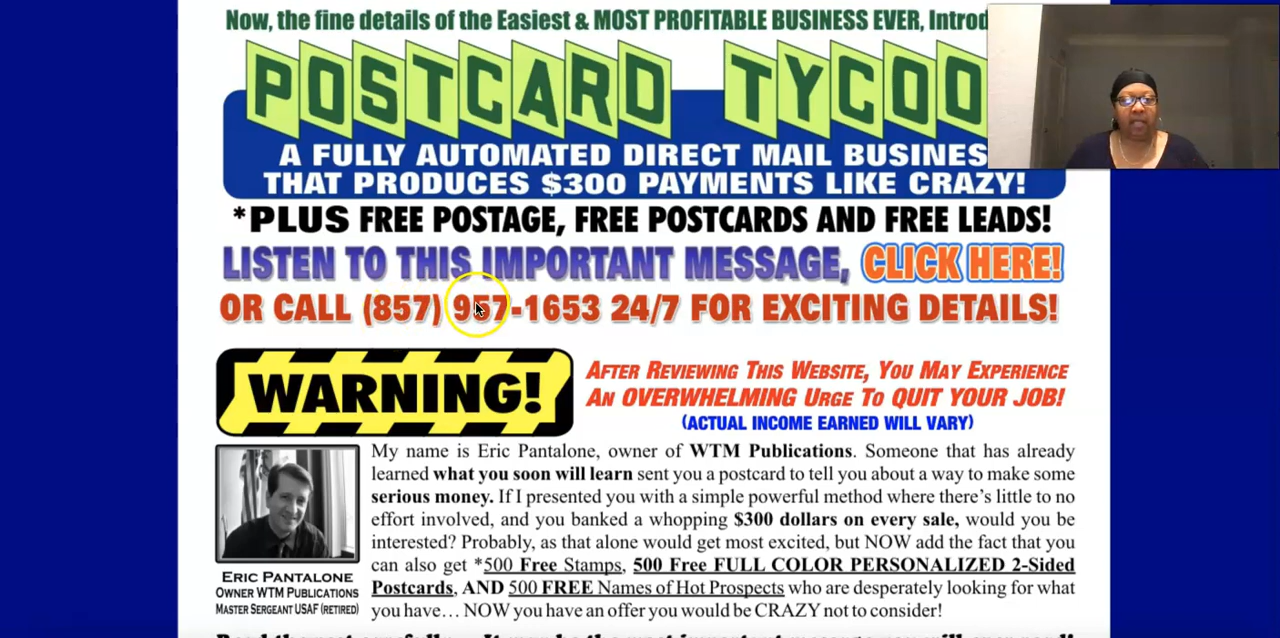 Now, the fine details of the Easiest & MOST PROFITABLE BUSINESS EVER, Introd
POSTCARD TYCOO
A FULLY AUTOMATED DIRECT MAIL BUSINES
THAT PRODUCES $300 PAYMENTS LIKE CRAZY!
*PLUS FREE POSTAGE, FREE POSTCARDS AND FREE LEADS!
LISTEN TO THIS IMPORTANT MESSAGE, CLICK HERE!
OR CALL (857) 957-1653 24/7 FOR EXCITING DETAILS!
WARNING!
AFTER REVIEWING THIS WEBSITE, YOU MAY EXPERIENCE
AN OVERWHELMING URGE TO QUIT YOUR JOB!
(ACTUAL INCOME EARNED WILL VARY)
My name is Eric Pantalone, owner of WTM Publications. Someone that has already
learned what you soon will learn sent you a postcard to tell you about a way to make some
serious money. If I presented you with a simple powerful method where there's little to no
effort involved, and you banked a whopping $300 dollars on every sale, would you be
interested? Probably, as that alone would get most excited, but NOW add the fact that you
can also get *500 Free Stamps, 500 Free FULL COLOR PERSONALIZED 2-Sided
Postcards, AND 500 FREE Names of Hot Prospects who are desperately looking for what
you have... NOW you have an offer you would be CRAZY not to consider!
ERIC PANTALONE
OWNER WTM PUBLICATIONS
MASTER SERGEANT USAF (RETIRED)